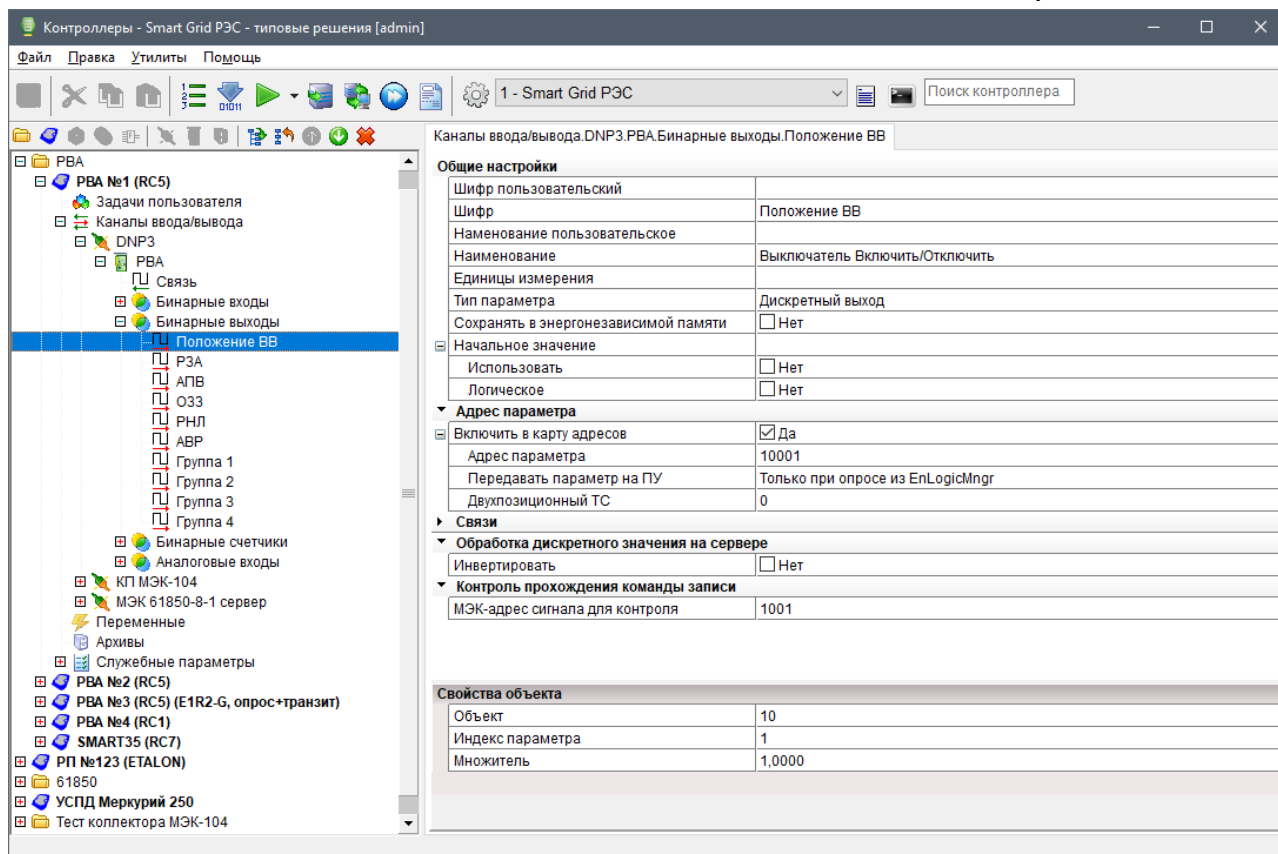 Контроллеры - Smart Grid РЭС - типовые решения [admin]
Файл Правка Утилиты Помощь
1 - Smart Grid РЭС
Поиск контроллера
Каналы ввода/вывода.DNP3.РВА.Бинарные выходы.Положение ВВ
РВА
РВА №1 (RC5)
Задачи пользователя
Каналы ввода/вывода
DNP3
РВА
Связь
Бинарные входы
Бинарные выходы
Положение ВВ
РЗА
АПВ
ОЗЗ
РНЛ
АВР
Группа 1
Группа 2
Группа 3
Группа 4
Бинарные счетчики
Аналоговые входы
КП МЭК-104
МЭК 61850-8-1 сервер
Переменные
Архивы
Служебные параметры
РВА №2 (RC5)
РВА №3 (RC5) (E1R2-G, опрос+транзит)
РВА №4 (RC1)
SMART35 (RC7)
РП №123 (ETALON)
61850
УСПД Меркурий 250
Тест коллектора МЭК-104
Общие настройки
Шифр пользовательский
Шифр Положение ВВ
Наменование пользовательское
Наименование Выключатель Включить/Отключить
Единицы измерения
Тип параметра Дискретный выход
Сохранять в энергонезависимой памяти Нет
Начальное значение
Использовать Нет
Логическое Нет
Адрес параметра
Включить в карту адресов Да
Адрес параметра 10001
Передавать параметр на ПУ Только при опросе из EnLogicMngr
Двухпозиционный ТС 0
Связи
Обработка дискретного значения на сервере
Инвертировать Нет
Контроль прохождения команды записи
МЭК-адрес сигнала для контроля 1001
Свойства объекта
Объект 10
Индекс параметра 1
Множитель 1,0000